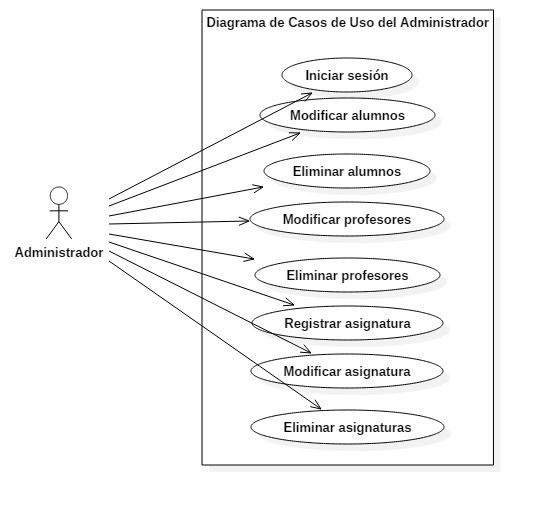 Diagrama de Casos de Uso del Administrador
Iniciar sesión
Modificar alumnos
Eliminar alumnos
Modificar profesores
Administrador
Eliminar profesores
Registrar asignatura
Modificar asignatura
Eliminar asignaturas